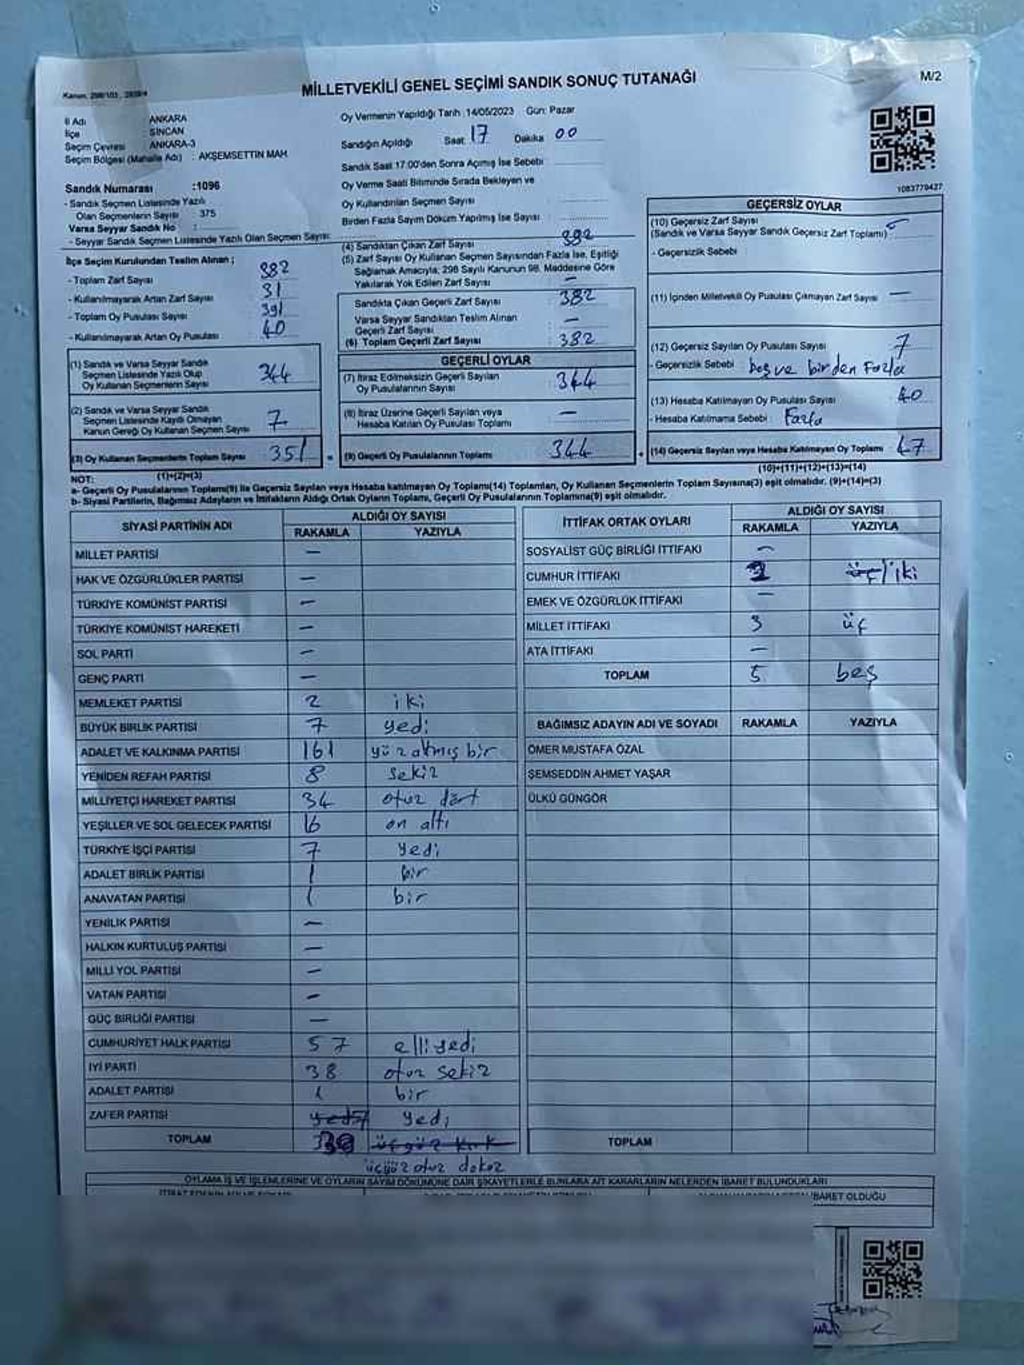 MİLLETVEKİLİ GENEL SEÇİMİ SANDIK SONUÇ TUTANAĞI
M/2
İl Adı : ANKARA
İlçe : SİNCAN
Seçim Çevresi : ANKARA-3
Seçim Bölgesi (Mahalle Adı) : AKŞEMSETTİN MAH
Sandık Numarası :1096
- Sandık Seçmen Listesinde Yazılı
Olan Seçmenlerin Sayısı : 375
Varsa Seyyar Sandık No :
- Seyyar Sandık Seçmen Listesinde Yazılı Olan Seçmen Sayısı:
Oy Vermenin Yapıldığı Tarih :14/05/2023 Gün: Pazar
Sandığın Açıldığı Saat 17 Dakika 00
Sandık Saat 17.00'den Sonra Açımış İse Sebebi
Oy Verme Saati Bitiminde Sırada Bekleyen ve
Oy Kullandırılan Seçmen Sayısı
Birden Fazla Sayım Döküm Yapılmış İse Sayısı
1083779427
İlçe Seçim Kurulundan Teslim Alınan ;
- Toplam Zarf Sayısı 382
- Kullanılmayarak Artan Zarf Sayısı 31
- Toplam Oy Pusulası Sayısı 391
- Kullanılmayarak Artan Oy Pusulası 40
(1) Sandık ve Varsa Seyyar Sandık
Seçmen Listesinde Yazılı Olup
Oy Kullanan Seçmenlerin Sayısı 344
(2) Sandık ve Varsa Seyyar Sandık
Seçmen Listesinde Kayıtlı Olmayan
Kanun Gereği Oy Kullanan Seçmen Sayısı 7
(3) Oy Kullanan Seçmenlerin Toplam Sayısı 351
(1)+(2)=(3)
(4) Sandıktan Çıkan Zarf Sayısı
(5) Zarf Sayısı Oy Kullanan Seçmen Sayısından Fazla İse, Eşitliği
Sağlamak Amacıyla, 298 Sayılı Kanunun 98. Maddesine Göre
Yakılarak Yok Edilen Zarf Sayısı —
Sandıkta Çıkan Geçerli Zarf Sayısı 382
Varsa Seyyar Sandıktan Teslim Alınan
Geçerli Zarf Sayısı —
(6) Toplam Geçerli Zarf Sayısı 382
GEÇERLİ OYLAR
(7) İtiraz Edilmeksizin Geçerli Sayılan
Oy Pusulalarının Sayısı 344
(8) İtiraz Üzerine Geçerli Sayılan veya
Hesaba Katılan Oy Pusulası Toplamı —
(9) Geçerli Oy Pusulalarının Toplamı 344
GEÇERSİZ OYLAR
(10) Geçersiz Zarf Sayısı
(Sandık ve Varsa Seyyar Sandık Geçersiz Zarf Toplamı)
- Geçersizlik Sebebi
(11) İçinden Milletvekili Oy Pusulası Çıkmayan Zarf Sayısı —
(12) Geçersiz Sayılan Oy Pusulası Sayısı 7
- Geçersizlik Sebebi boş ve birden Fazla
(13) Hesaba Katılmayan Oy Pusulası Sayısı 40
- Hesaba Katılmama Sebebi Fazla
(14) Geçersiz Sayılan veya Hesaba Katılmayan Oy Toplamı 47
(10)+(11)+(12)+(13)=(14)
NOT:
a- Geçerli Oy Pusulalarının Toplamı(9) ile Geçersiz Sayılan veya hesaba katılmayan Oy Toplamı(14) Toplamları, Oy Kullanan Seçmenlerin Toplam Sayısına(3) eşit olmalıdır. (9)+(14)=(3)
b- Siyasi Partilerin, Bağımsız Adayların ve İttifakların Aldığı Ortak Oyların Toplamı, Geçerli Oy Pusulalarının Toplamına(9) eşit olmalıdır.
SİYASİ PARTİNİN ADI ALDIĞI OY SAYISI
RAKAMLA YAZIYLA
MİLLET PARTİSİ —
HAK VE ÖZGÜRLÜKLER PARTİSİ —
TÜRKİYE KOMÜNİST PARTİSİ —
TÜRKİYE KOMÜNİST HAREKETİ —
SOL PARTİ —
GENÇ PARTİ —
MEMLEKET PARTİSİ 2 iki
BÜYÜK BİRLİK PARTİSİ 7 yedi
ADALET VE KALKINMA PARTİSİ 161 yüz atmış bir
YENİDEN REFAH PARTİSİ 8 sekiz
MİLLİYETÇİ HAREKET PARTİSİ 34 otuz dört
YEŞİLLER VE SOL GELECEK PARTİSİ 16 on altı
TÜRKİYE İŞÇİ PARTİSİ 7 yedi
ADALET BİRLİK PARTİSİ 1 bir
ANAVATAN PARTİSİ 1 bir
YENİLİK PARTİSİ —
HALKIN KURTULUŞ PARTİSİ —
MİLLİ YOL PARTİSİ —
VATAN PARTİSİ —
GÜÇ BİRLİĞİ PARTİSİ —
CUMHURİYET HALK PARTİSİ 57 elli yedi
İYİ PARTİ 38 otuz sekiz
ADALET PARTİSİ 1 bir
ZAFER PARTİSİ yedi
TOPLAM
üçyüz otuz dokuz
İTTİFAK ORTAK OYLARI ALDIĞI OY SAYISI
RAKAMLA YAZIYLA
SOSYALİST GÜÇ BİRLİĞİ İTTİFAKI —
CUMHUR İTTİFAKI 2 üç/iki
EMEK VE ÖZGÜRLÜK İTTİFAKI —
MİLLET İTTİFAKI 3 üç
ATA İTTİFAKI —
TOPLAM 5 beş
BAĞIMSIZ ADAYIN ADI VE SOYADI RAKAMLA YAZIYLA
ÖMER MUSTAFA ÖZAL
ŞEMSEDDİN AHMET YAŞAR
ÜLKÜ GÜNGÖR
TOPLAM
OYLAMA İŞ VE İŞLEMLERİNE VE OYLARIN SAYIM DÖKÜMÜNE DAİR ŞİKAYETLERLE BUNLARA AİT KARARLARIN NELERDEN İBARET BULUNDUKLARI
İBARET OLDUĞU